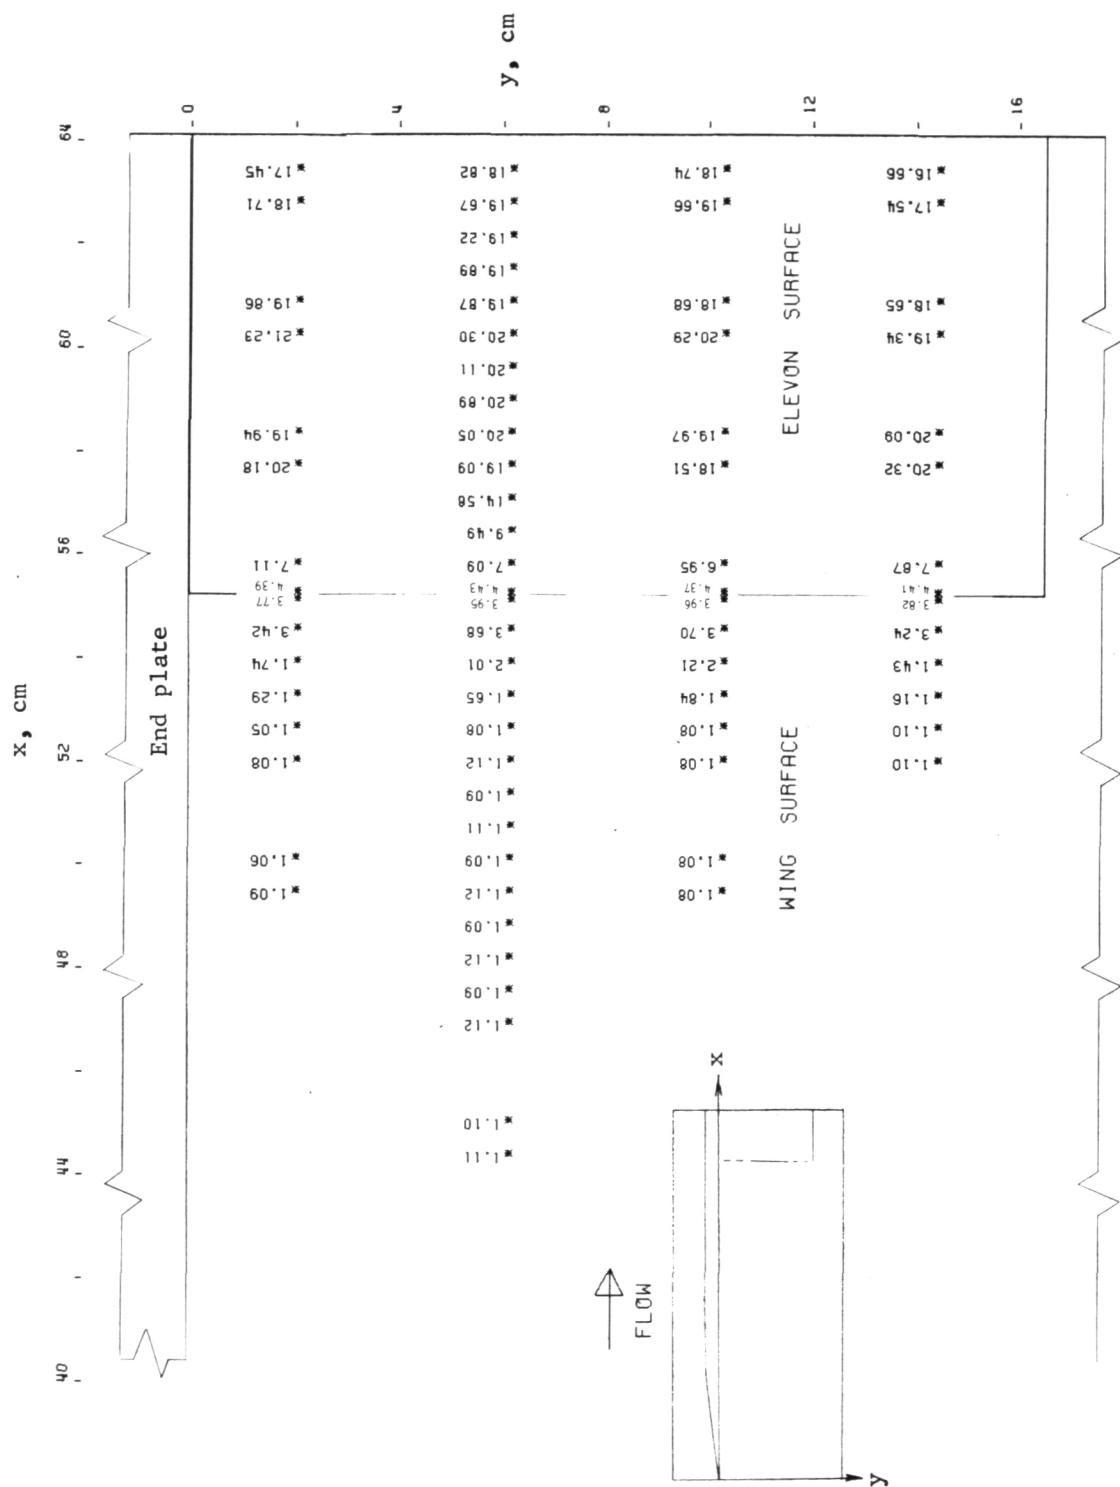 x, cm
40 44 48 52 56 60 64
y, cm
0
4
8
12
16
End plate
1.09 1.06 1.08 1.05 1.29 1.74 3.42 3.77 4.39 7.11 20.18 19.94 21.23 19.86 18.71 17.45
1.11 1.10 1.12 1.09 1.12 1.09 1.12 1.09 1.11 1.09 1.12 1.08 1.65 2.01 3.68 3.95 4.43 7.09 9.49 14.58 19.09 20.05 20.89 20.11 20.30 19.87 19.89 19.22 19.67 18.82
1.08 1.08 1.08 1.08 1.84 2.21 3.70 3.96 4.37 6.95 18.51 19.97 20.29 18.68 19.66 18.74
WING SURFACE
ELEVON SURFACE
1.10 1.10 1.16 1.43 3.24 3.82 4.41 7.87 20.32 20.09 19.34 18.65 17.54 16.66
FLOW
x
y